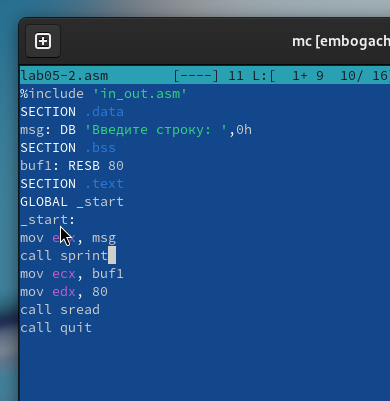 mc [embogach
lab05-2.asm [----] 11 L:[ 1+ 9 10/ 16
%include 'in_out.asm'
SECTION .data
msg: DB 'Введите строку: ',0h
SECTION .bss
buf1: RESB 80
SECTION .text
GLOBAL _start
_start:
mov , msg
call sprint
mov ecx, buf1
mov edx, 80
call sread
call quit